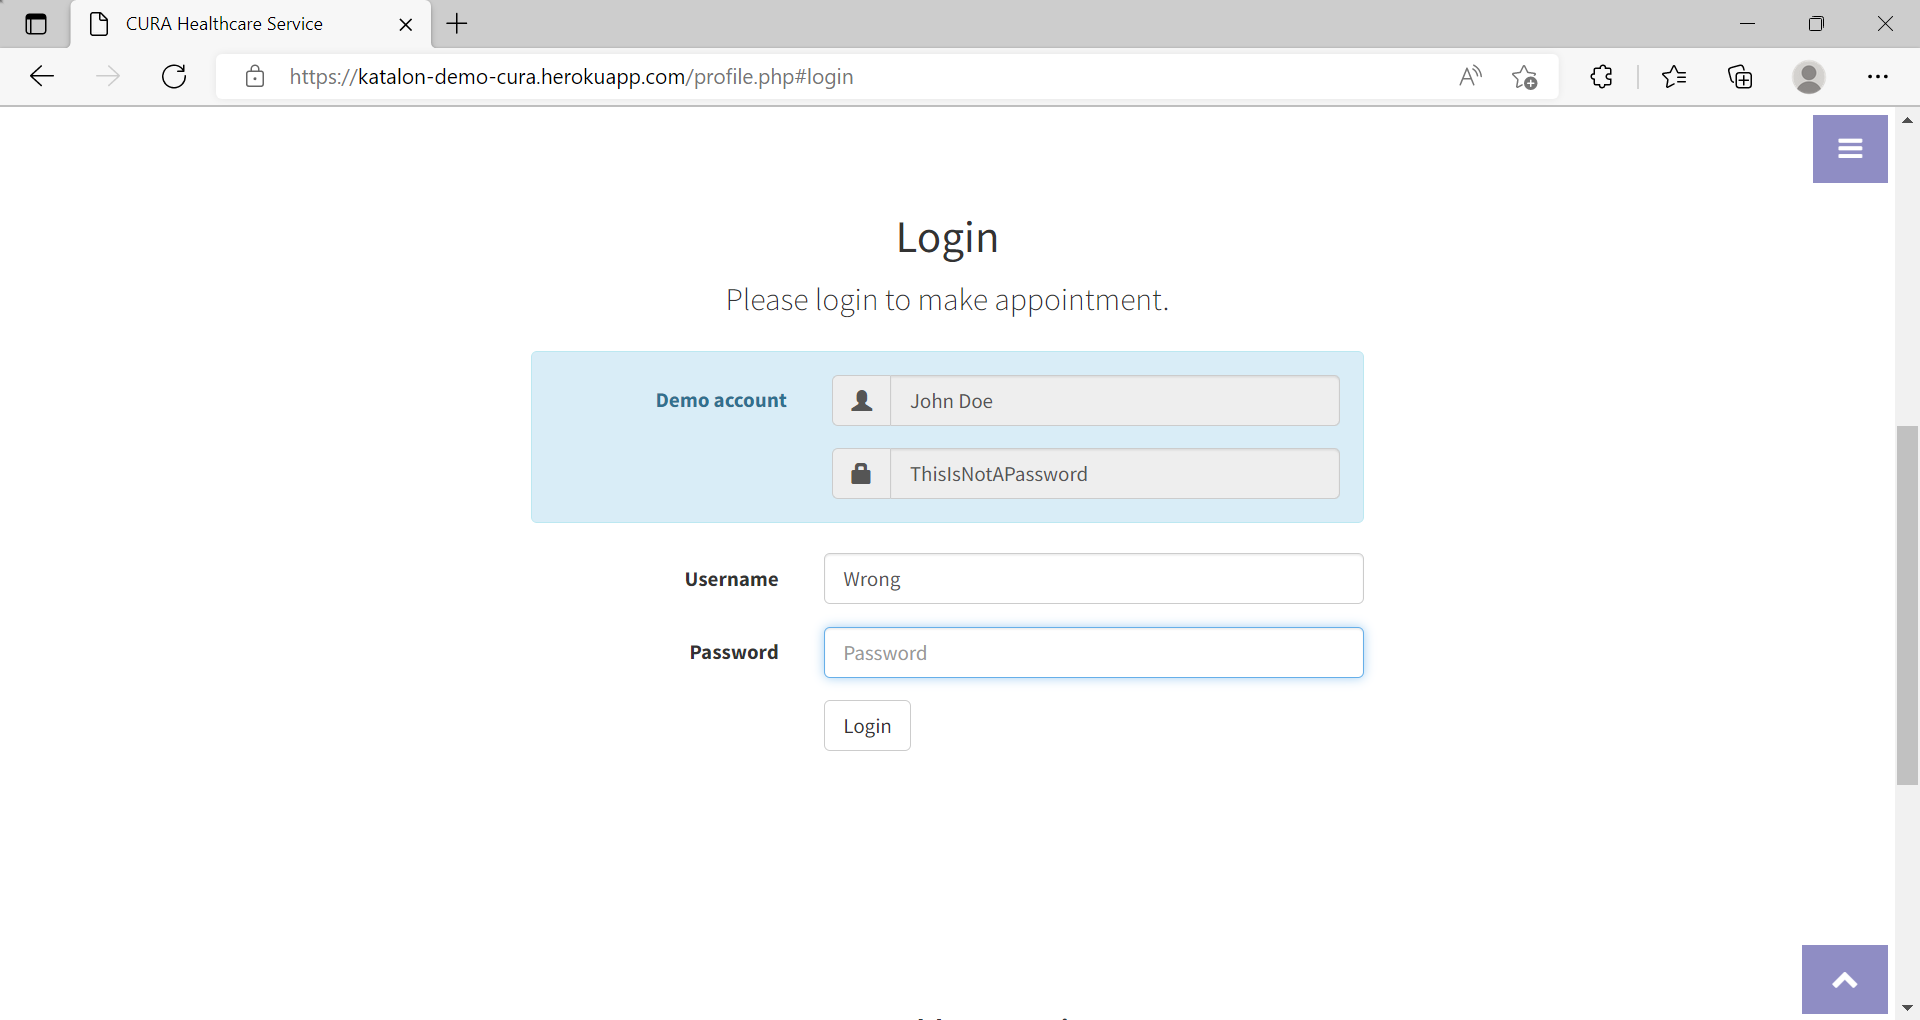 CURA Healthcare Service
https://katalon-demo-cura.herokuapp.com/profile.php#login
Login
Please login to make appointment.
Demo account
John Doe
ThisIsNotAPassword
Username
Wrong
Password
Password
Login